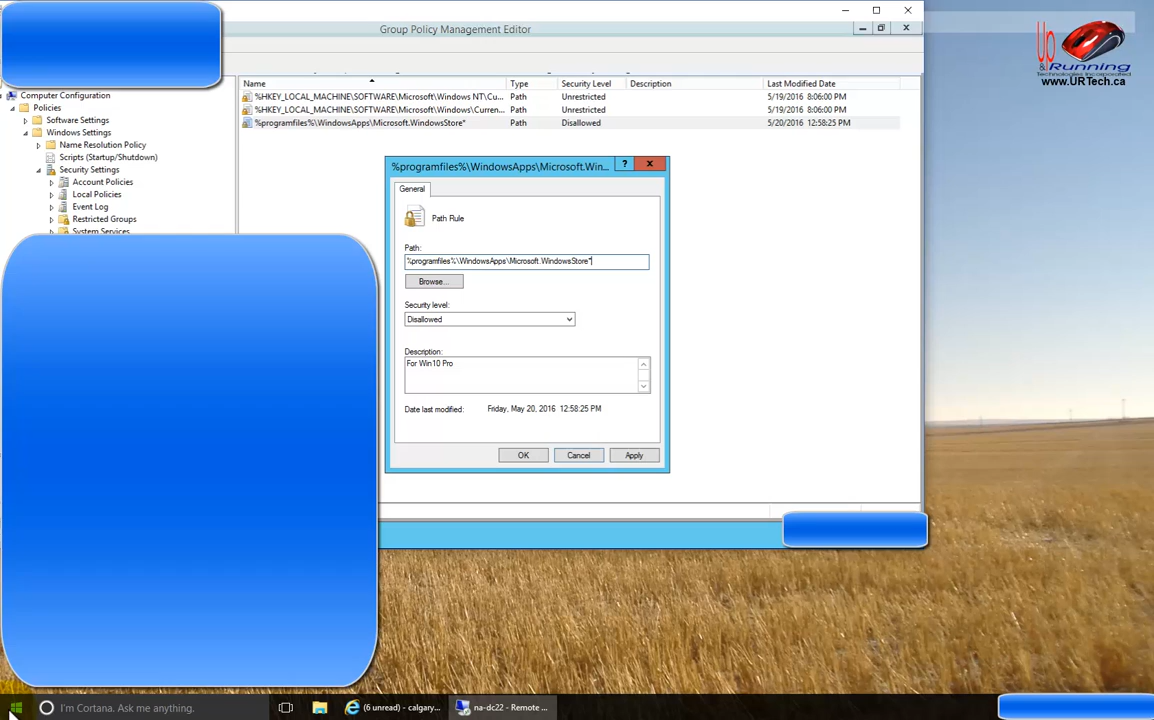 Group Policy Management Editor
Name Type Security Level Description Last Modified Date
%HKEY_LOCAL_MACHINE\SOFTWARE\Microsoft\Windows NT\Cu... Path Unrestricted 5/19/2016 8:06:00 PM
%HKEY_LOCAL_MACHINE\SOFTWARE\Microsoft\Windows\Curren... Path Unrestricted 5/19/2016 8:06:00 PM
%programfiles%\WindowsApps\Microsoft.WindowsStore* Path Disallowed 5/20/2016 12:58:25 PM
Computer Configuration
Policies
Software Settings
Windows Settings
Name Resolution Policy
Scripts (Startup/Shutdown)
Security Settings
Account Policies
Local Policies
Event Log
Restricted Groups
System Services
%programfiles%\WindowsApps\Microsoft.Win...
?
General
Path Rule
Path:
%programfiles%\WindowsApps\Microsoft.WindowsStore*
Browse...
Security level:
Disallowed
Description:
For Win10 Pro
Date last modified: Friday, May 20, 2016 12:58:25 PM
OK Cancel Apply
Up & Running
Technologies Incorporated
www.URTech.ca
I'm Cortana. Ask me anything.
(6 unread) - calgary...
na-dc22 - Remote ...